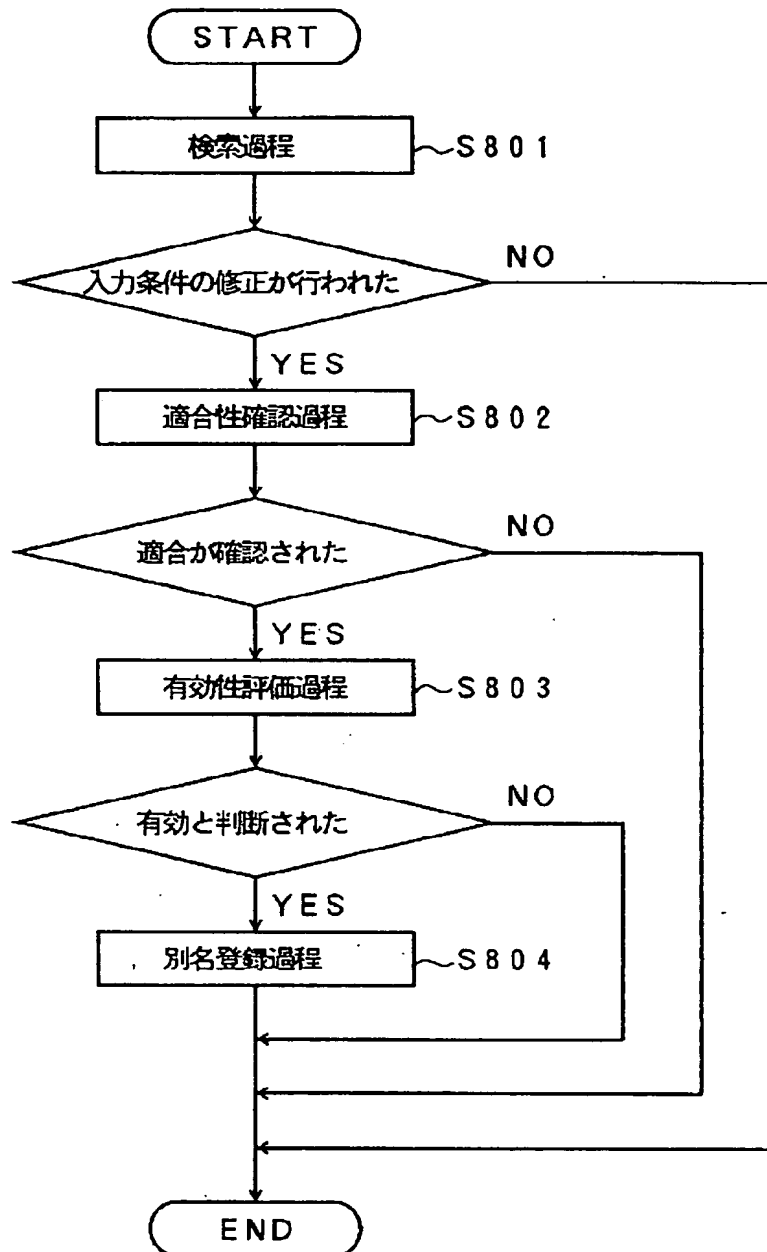 START
検索過程
S801
入力条件の修正が行われた
NO
YES
適合性確認過程
S802
適合が確認された
NO
YES
有効性評価過程
S803
有効と判断された
NO
YES
別名登録過程
S804
END